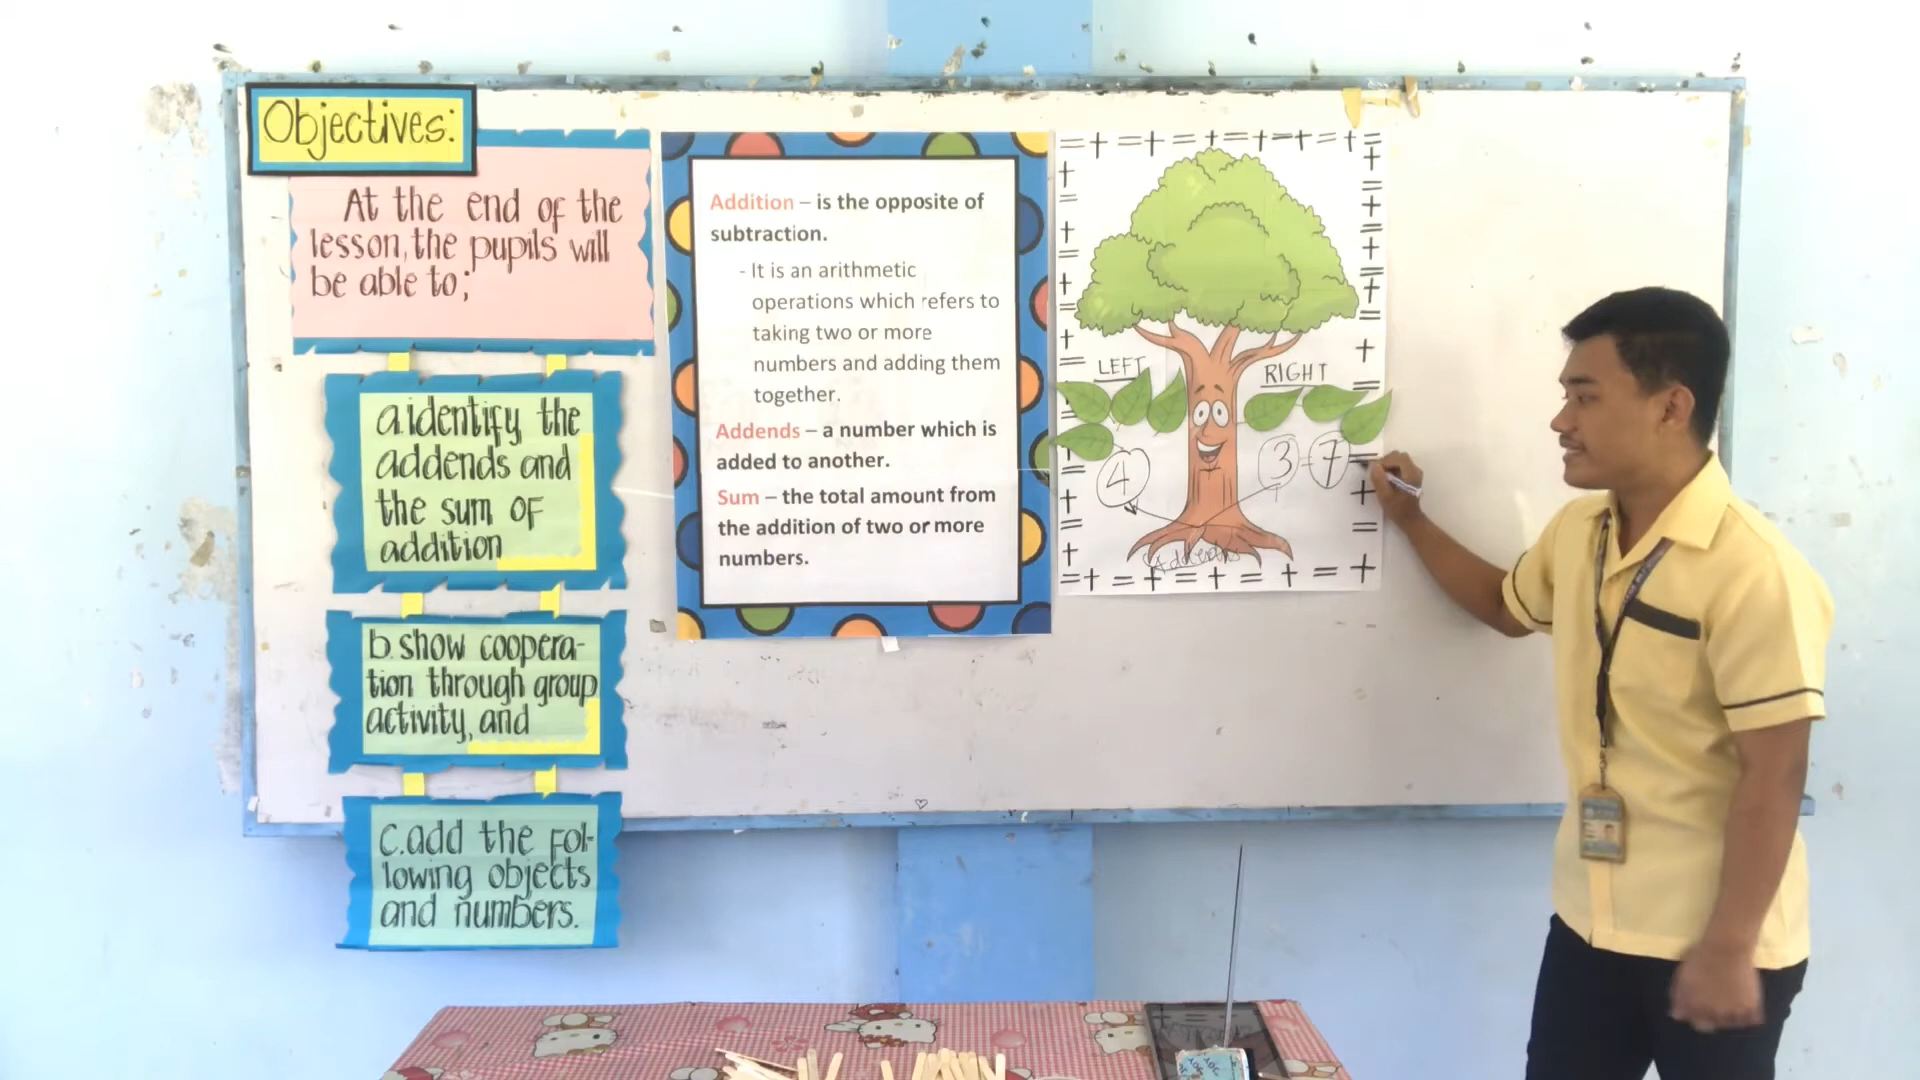 Objectives:
At the end of the
lesson, the pupils will
be able to;
a. identify the
addends and
the sum of
addition
b. show coopera-
tion through group
activity, and
c. add the fol-
lowing objects
and numbers.
Addition – is the opposite of
subtraction.
- It is an arithmetic
operations which refers to
taking two or more
numbers and adding them
together.
Addends – a number which is
added to another.
Sum – the total amount from
the addition of two or more
numbers.
=+=+=+=+=+=+=
LEFT RIGHT
4 3 = 7
Addends
=+=+=+=+=+